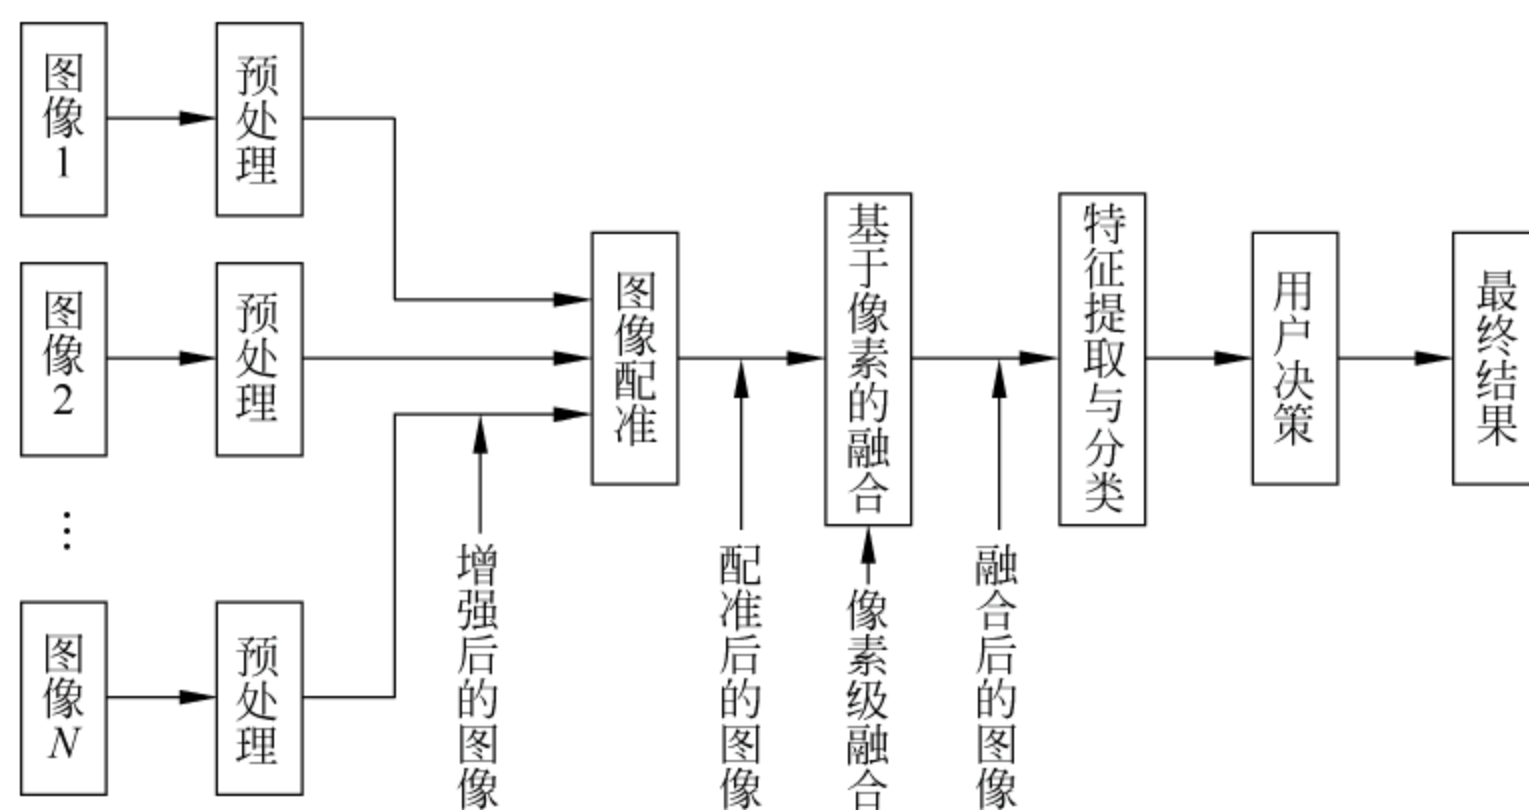 图像1
预处理
图像2
预处理
⋮
图像N
预处理
图像配准
基于像素的融合
特征提取与分类
用户决策
最终结果
增强后的图像
配准后的图像
像素级融合
融合后的图像